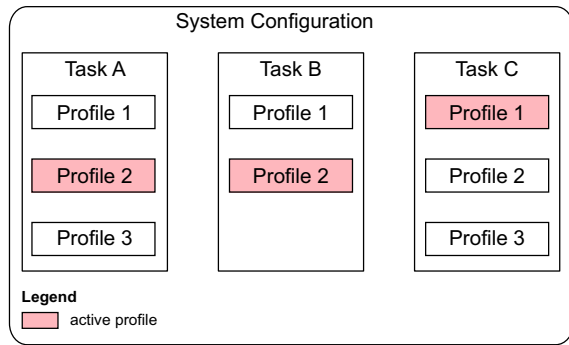 System Configuration
Task A
Profile 1
Profile 2
Profile 3
Task B
Profile 1
Profile 2
Task C
Profile 1
Profile 2
Profile 3
Legend
active profile